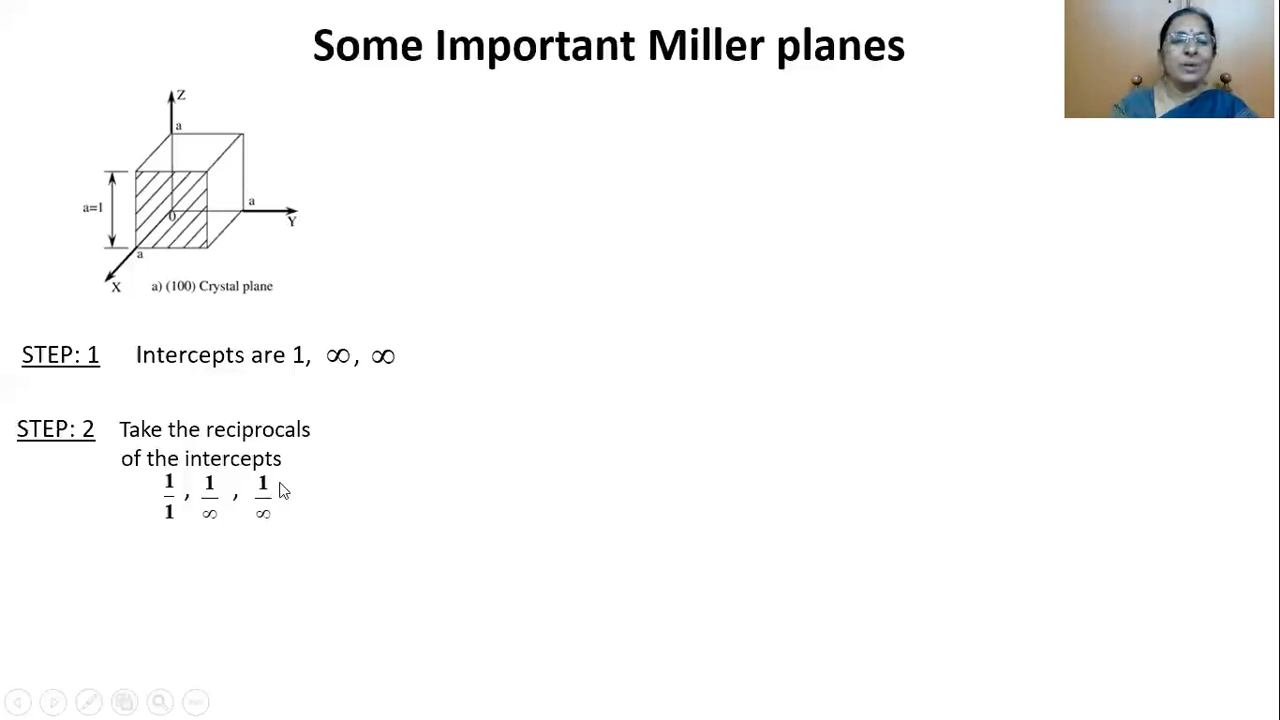 Some Important Miller planes
Z
a
a
a=1
0
Y
a
X
a) (100) Crystal plane
STEP: 1 Intercepts are 1, ∞, ∞
STEP: 2 Take the reciprocals
of the intercepts
1/1 , 1/∞ , 1/∞